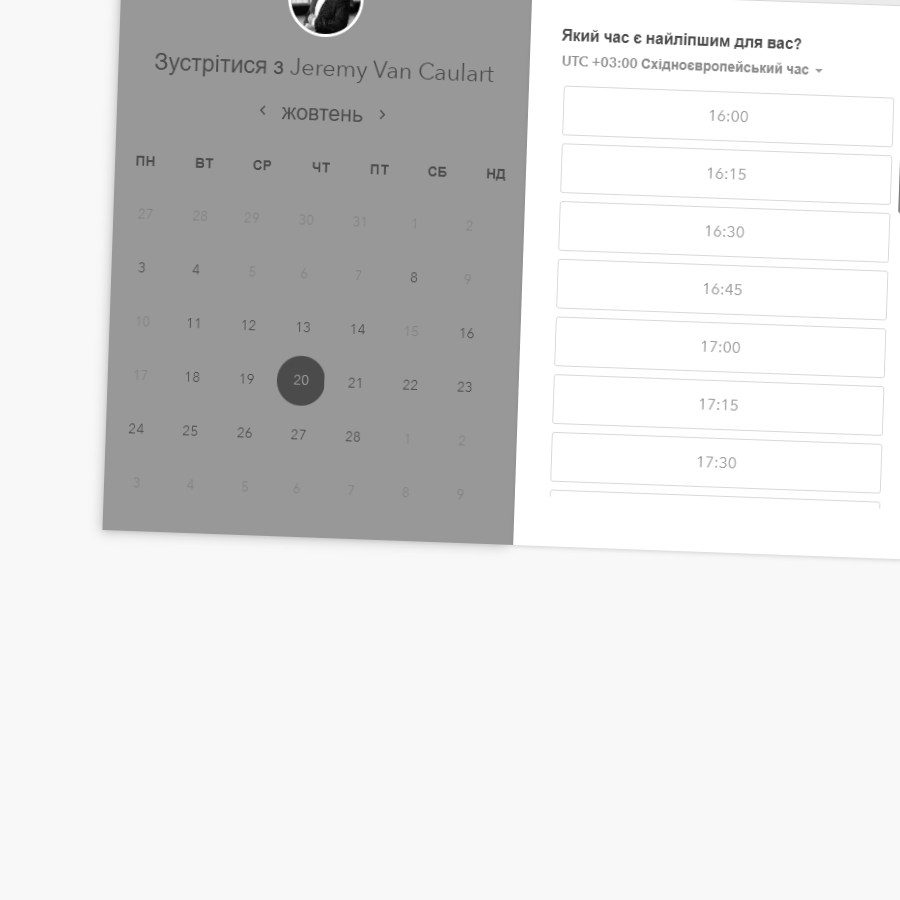 Зустрітися з Jeremy Van Caulart
‹ жовтень ›
ПН ВТ СР ЧТ ПТ СБ НД
27 28 29 30 31 1 2
3 4 5 6 7 8 9
10 11 12 13 14 15 16
17 18 19 20 21 22 23
24 25 26 27 28 1 2
3 4 5 6 7 8 9
Який час є найліпшим для вас?
UTC +03:00 Східноєвропейський час
16:00
16:15
16:30
16:45
17:00
17:15
17:30